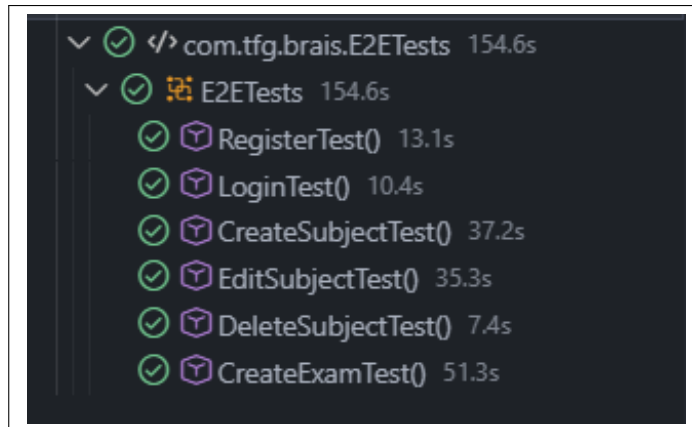 com.tfg.brais.E2ETests 154.6s
E2ETests 154.6s
RegisterTest() 13.1s
LoginTest() 10.4s
CreateSubjectTest() 37.2s
EditSubjectTest() 35.3s
DeleteSubjectTest() 7.4s
CreateExamTest() 51.3s